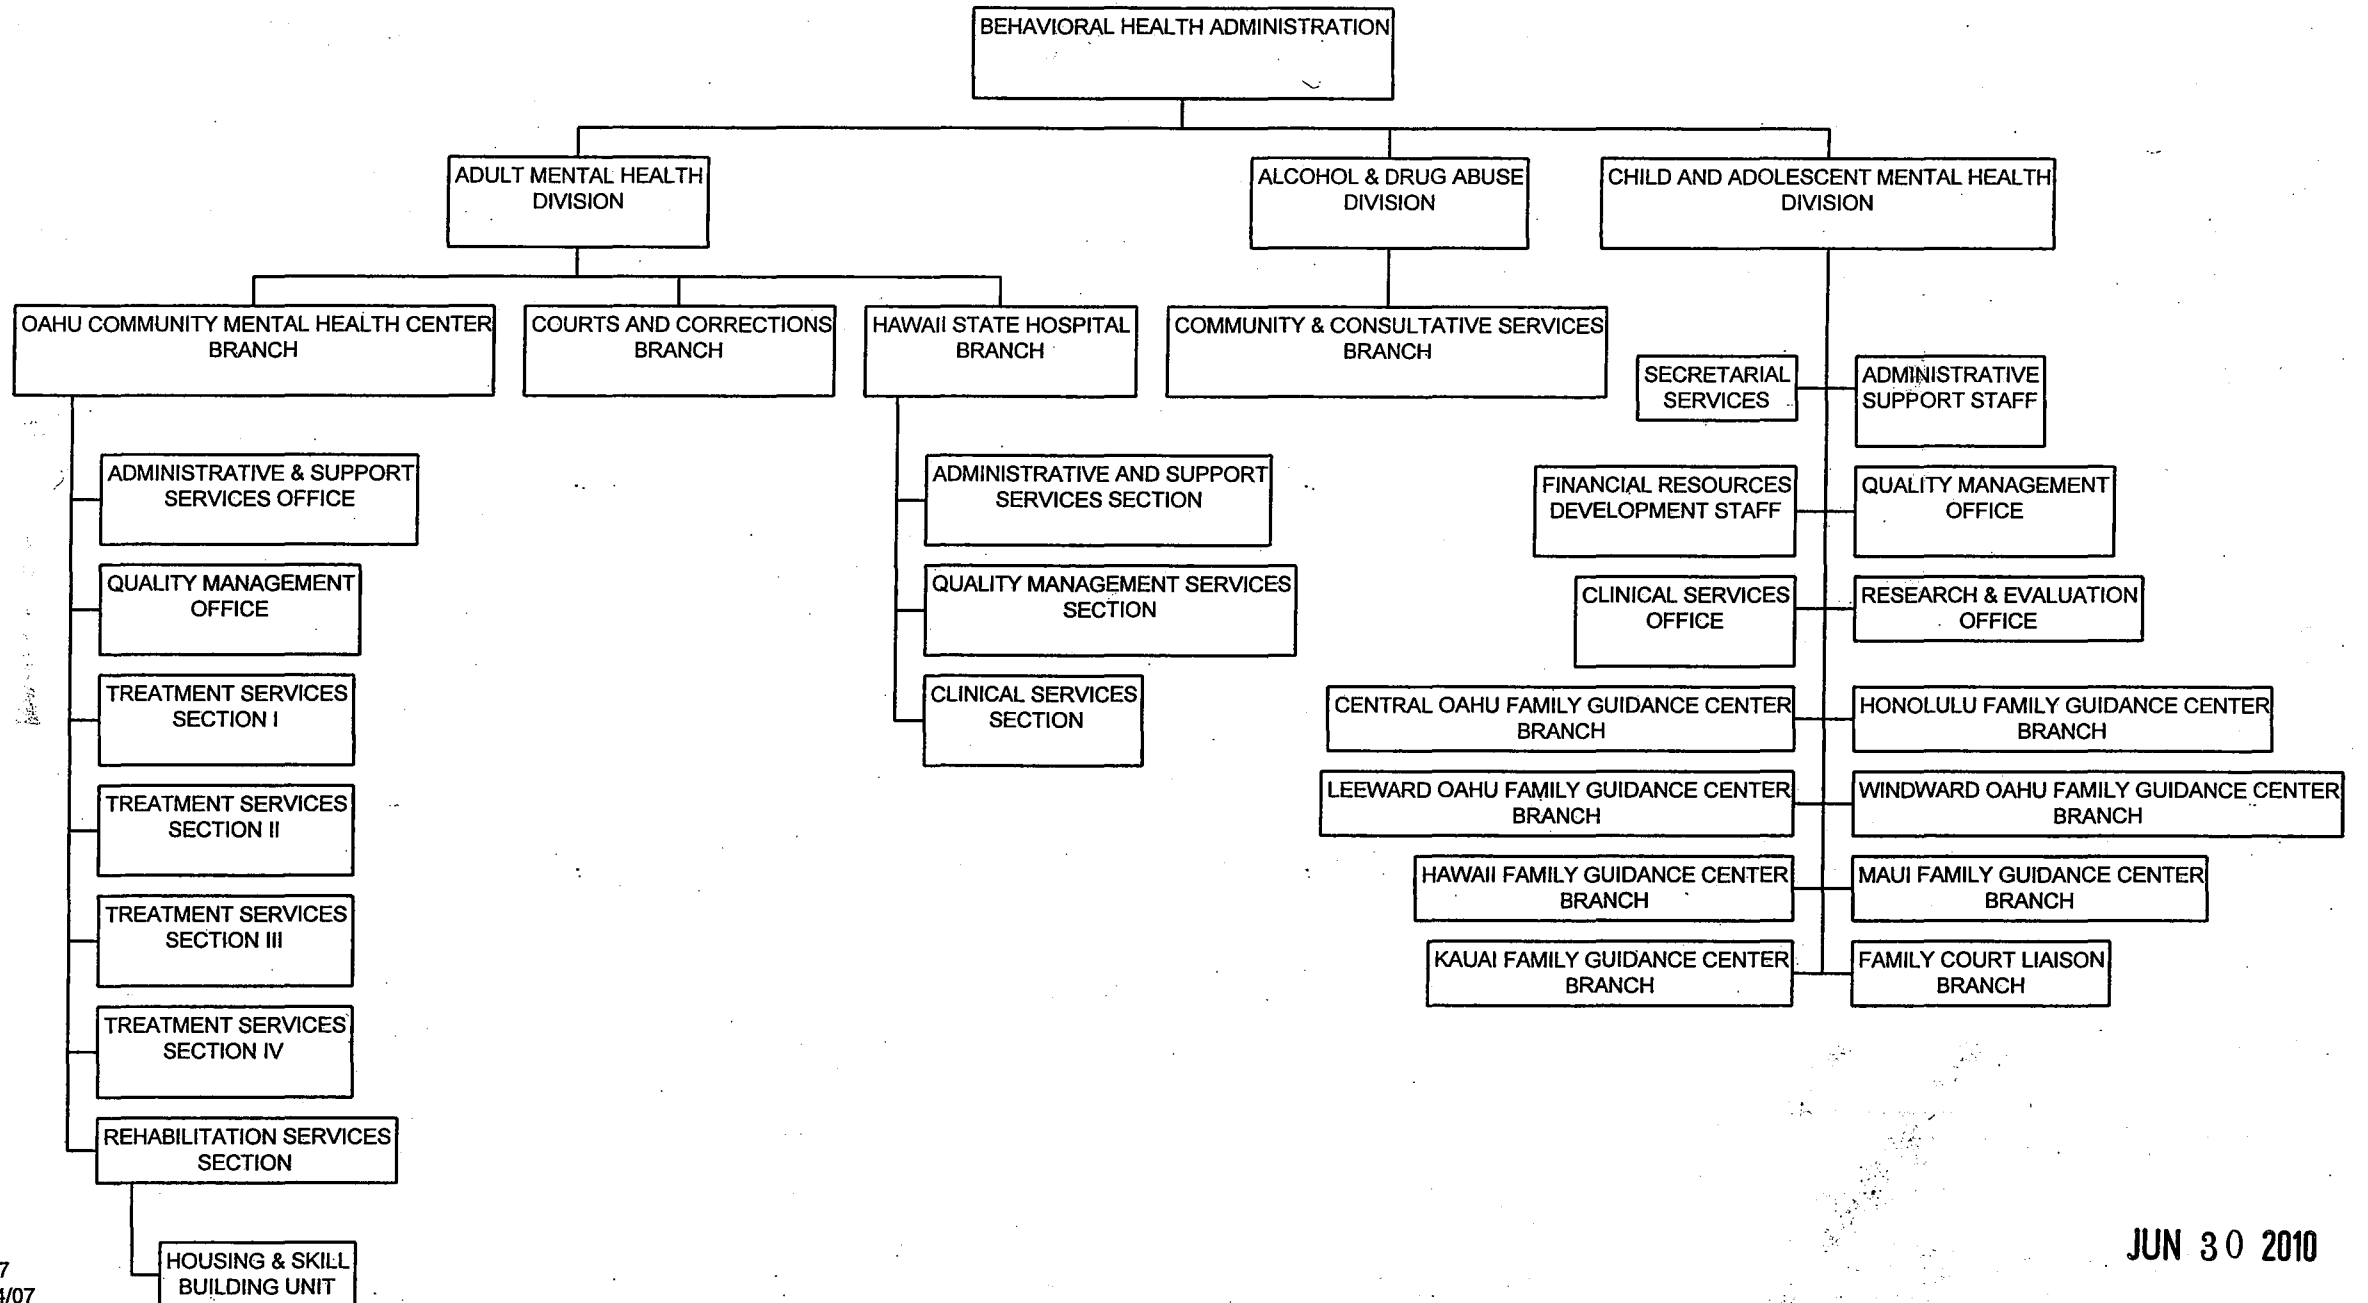 BEHAVIORAL HEALTH ADMINISTRATION
ADULT MENTAL HEALTH
DIVISION
ALCOHOL & DRUG ABUSE
DIVISION
CHILD AND ADOLESCENT MENTAL HEALTH
DIVISION
OAHU COMMUNITY MENTAL HEALTH CENTER
BRANCH
COURTS AND CORRECTIONS
BRANCH
HAWAII STATE HOSPITAL
BRANCH
COMMUNITY & CONSULTATIVE SERVICES
BRANCH
ADMINISTRATIVE & SUPPORT
SERVICES OFFICE
QUALITY MANAGEMENT
OFFICE
TREATMENT SERVICES
SECTION I
TREATMENT SERVICES
SECTION II
TREATMENT SERVICES
SECTION III
TREATMENT SERVICES
SECTION IV
REHABILITATION SERVICES
SECTION
HOUSING & SKILL
BUILDING UNIT
ADMINISTRATIVE AND SUPPORT
SERVICES SECTION
QUALITY MANAGEMENT SERVICES
SECTION
CLINICAL SERVICES
SECTION
SECRETARIAL
SERVICES
ADMINISTRATIVE
SUPPORT STAFF
FINANCIAL RESOURCES
DEVELOPMENT STAFF
QUALITY MANAGEMENT
OFFICE
CLINICAL SERVICES
OFFICE
RESEARCH & EVALUATION
OFFICE
CENTRAL OAHU FAMILY GUIDANCE CENTER
BRANCH
HONOLULU FAMILY GUIDANCE CENTER
BRANCH
LEEWARD OAHU FAMILY GUIDANCE CENTER
BRANCH
WINDWARD OAHU FAMILY GUIDANCE CENTER
BRANCH
HAWAII FAMILY GUIDANCE CENTER
BRANCH
MAUI FAMILY GUIDANCE CENTER
BRANCH
KAUAI FAMILY GUIDANCE CENTER
BRANCH
FAMILY COURT LIAISON
BRANCH
7
4/07
JUN 30 2010